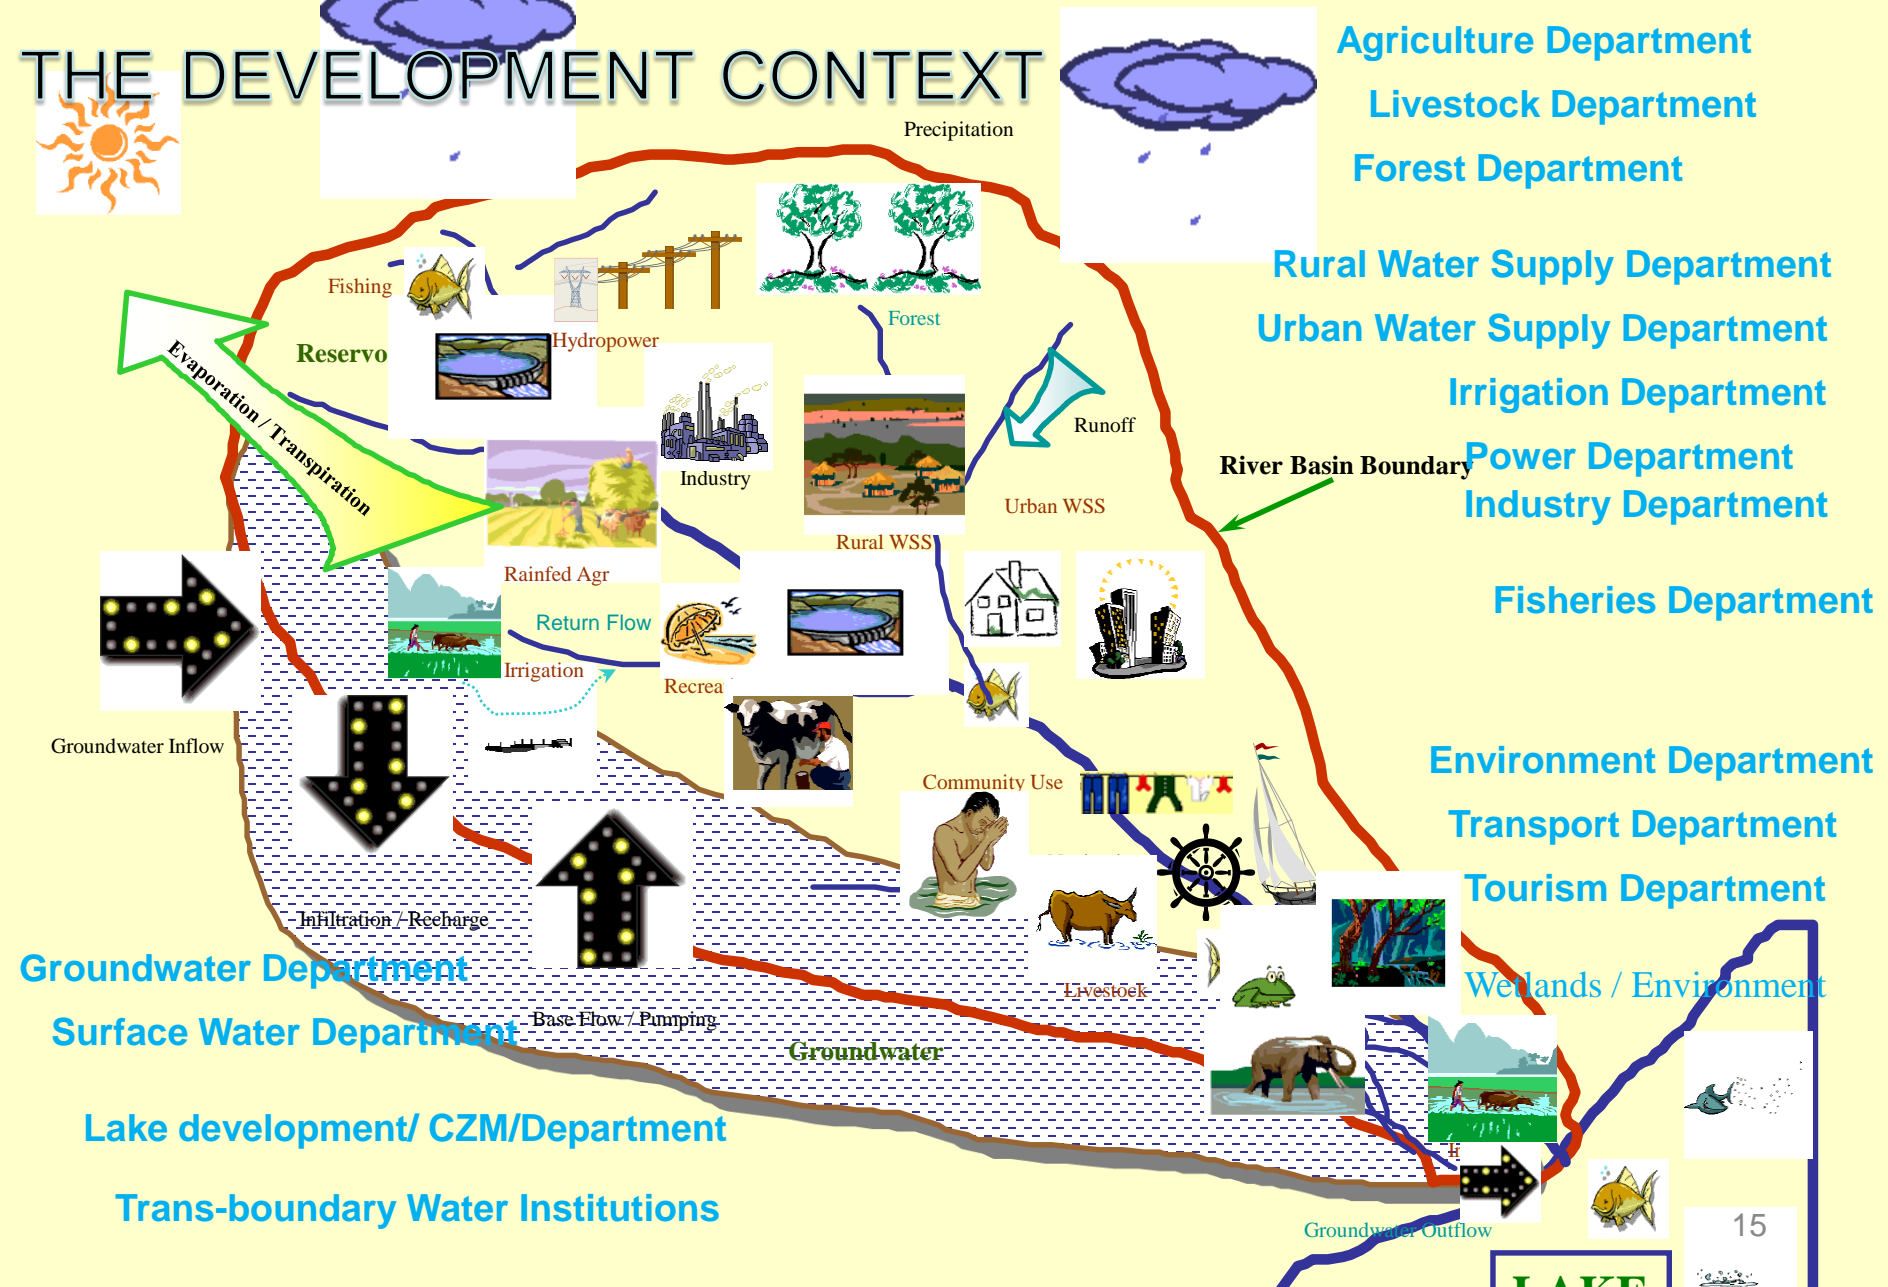 THE DEVELOPMENT CONTEXT
Agriculture Department
Livestock Department
Precipitation
Forest Department
Rural Water Supply Department
Fishing
Forest
Urban Water Supply Department
Hydropower
Reservo
Evaporation / Transpiration
Irrigation Department
Runoff
Power Department
River Basin Boundary
Industry
Industry Department
Urban WSS
Rural WSS
Rainfed Agr
Fisheries Department
Return Flow
Irrigation
Recrea
Groundwater Inflow
Environment Department
Community Use
Transport Department
Tourism Department
Infiltration / Recharge
Groundwater Department
Wetlands / Environment
Livestock
Base Flow / Pumping
Surface Water Department
Groundwater
Lake development/ CZM/Department
Trans-boundary Water Institutions
Groundwater Outflow
15
LAKE